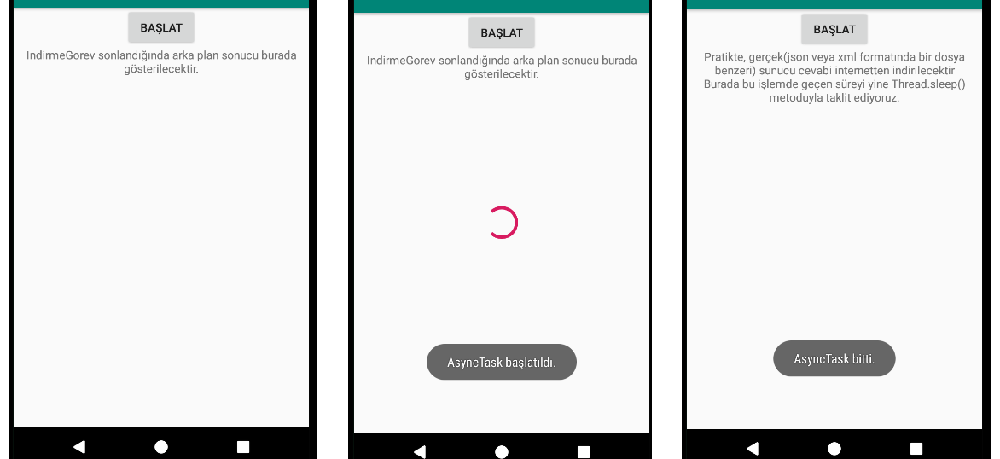 BAŞLAT
IndirmeGorev sonlandığında arka plan sonucu burada
gösterilecektir.
BAŞLAT
IndirmeGorev sonlandığında arka plan sonucu burada
gösterilecektir.
AsyncTask başlatıldı.
BAŞLAT
Pratikte, gerçek(json veya xml formatında bir dosya
benzeri) sunucu cevabi internetten indirilecektir
Burada bu işlemde geçen süreyi yine Thread.sleep()
metoduyla taklit ediyoruz.
AsyncTask bitti.